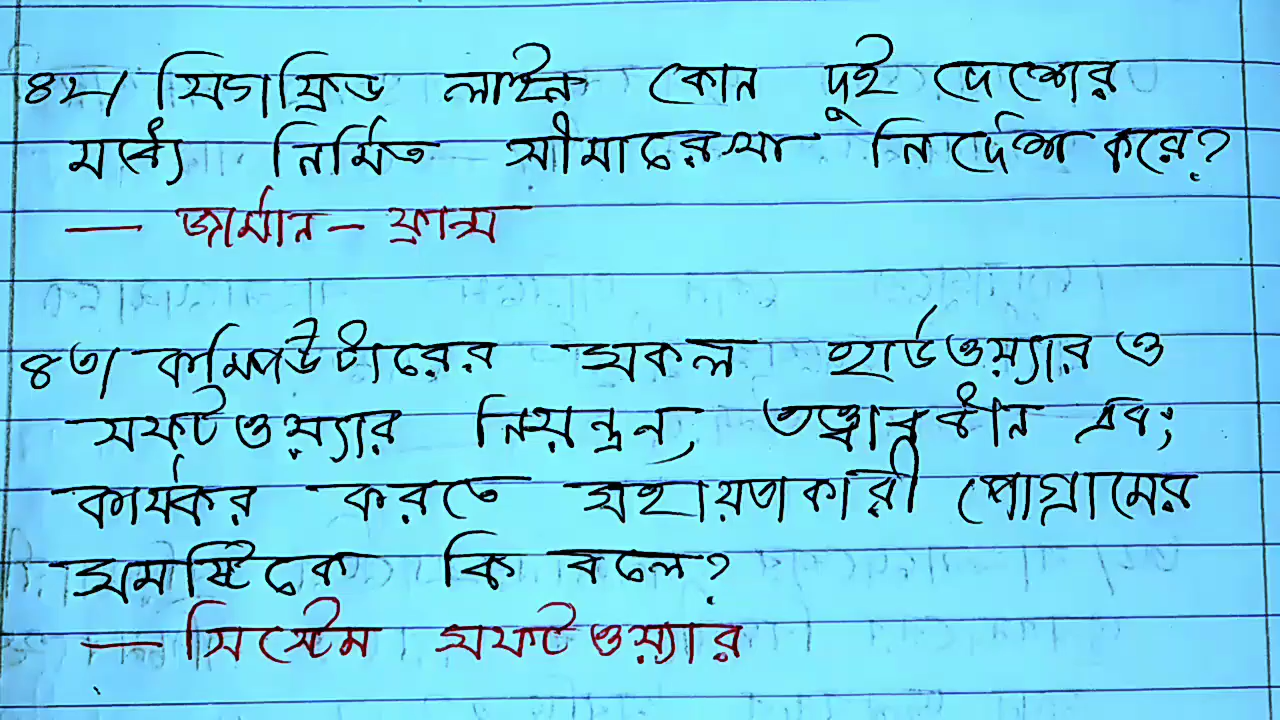 ৪২। সিগফ্রিড লাইন কোন দুই দেশের
মধ্যে নির্মিত সীমারেখা নির্দেশ করে?
— জার্মান - ফ্রান্স
৪৩। কম্পিউটারের সকল হার্ডওয়্যার ও
সফটওয়্যার নিয়ন্ত্রন, তত্ত্বাবধান এবং
কার্যকর করতে সহায়তাকারী প্রোগ্রামের
সমষ্টিকে কি বলে?
— সিস্টেম সফটওয়্যার